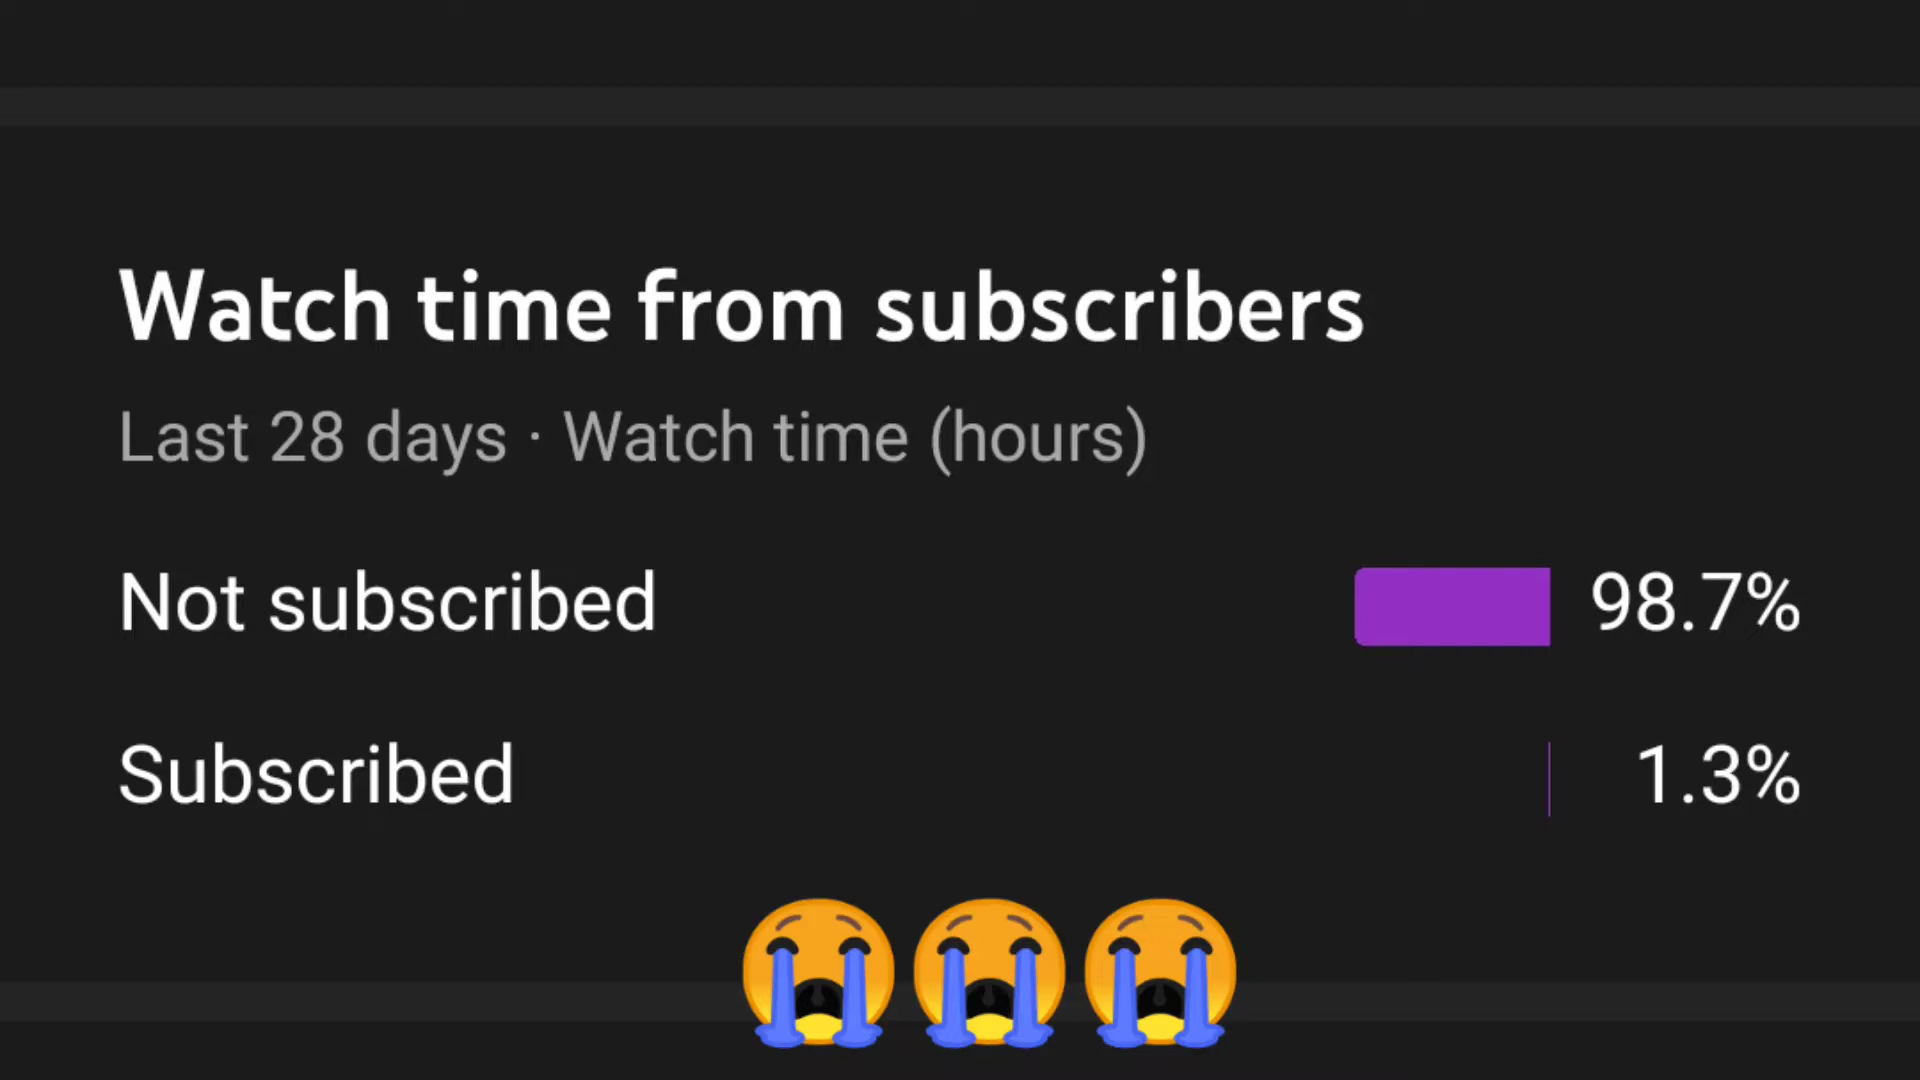 Watch time from subscribers
Last 28 days · Watch time (hours)
Not subscribed 98.7%
Subscribed 1.3%